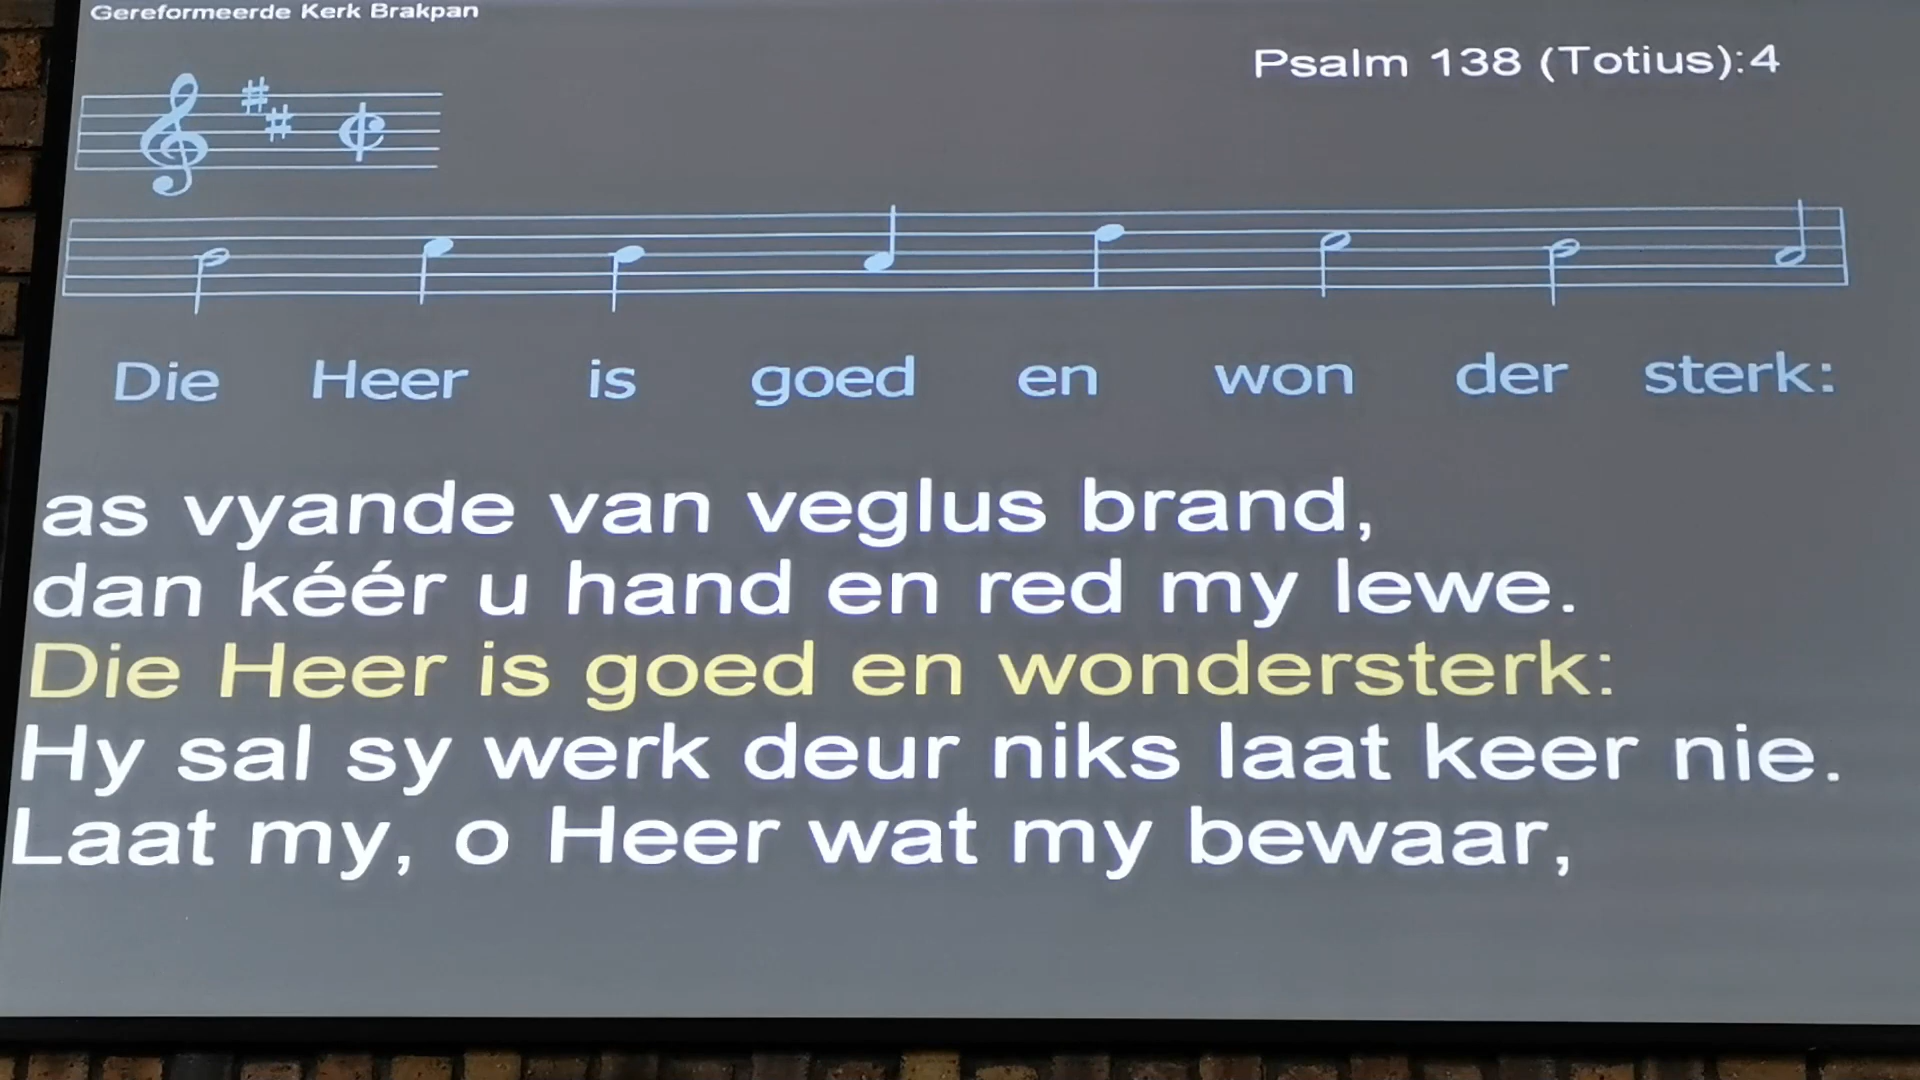 Gereformeerde Kerk Brakpan
Psalm 138 (Totius):4
Die Heer is goed en won der sterk:
as vyande van veglus brand,
dan kéér u hand en red my lewe.
Die Heer is goed en wondersterk:
Hy sal sy werk deur niks laat keer nie.
Laat my, o Heer wat my bewaar,